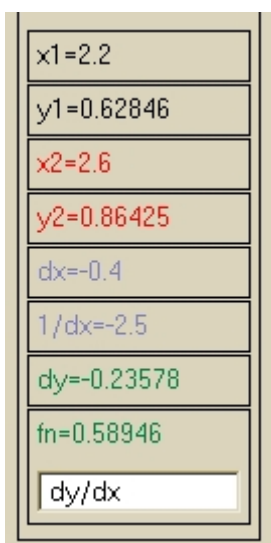 x1=2.2
y1=0.62846
x2=2.6
y2=0.86425
dx=-0.4
1/dx=-2.5
dy=-0.23578
fn=0.58946
dy/dx